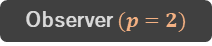 Observer (p = 2)